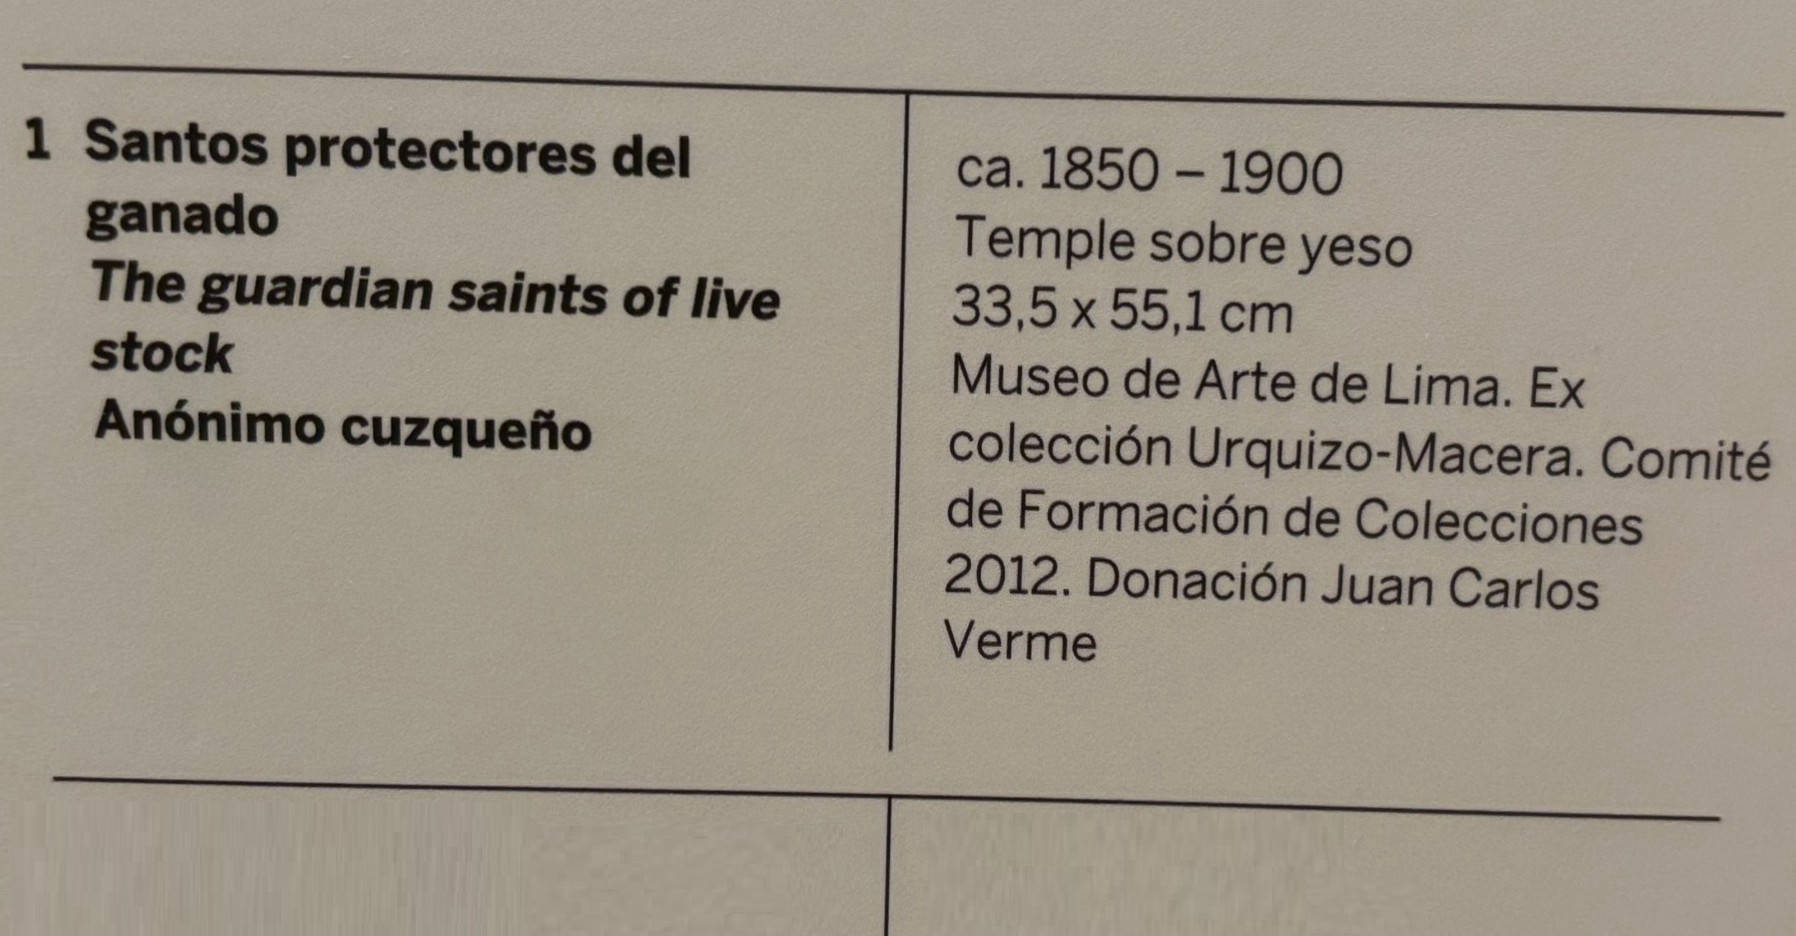 1 Santos protectores del
ganado
The guardian saints of live
stock
Anónimo cuzqueño
ca. 1850 – 1900
Temple sobre yeso
33,5 x 55,1 cm
Museo de Arte de Lima. Ex
colección Urquizo-Macera. Comité
de Formación de Colecciones
2012. Donación Juan Carlos
Verme